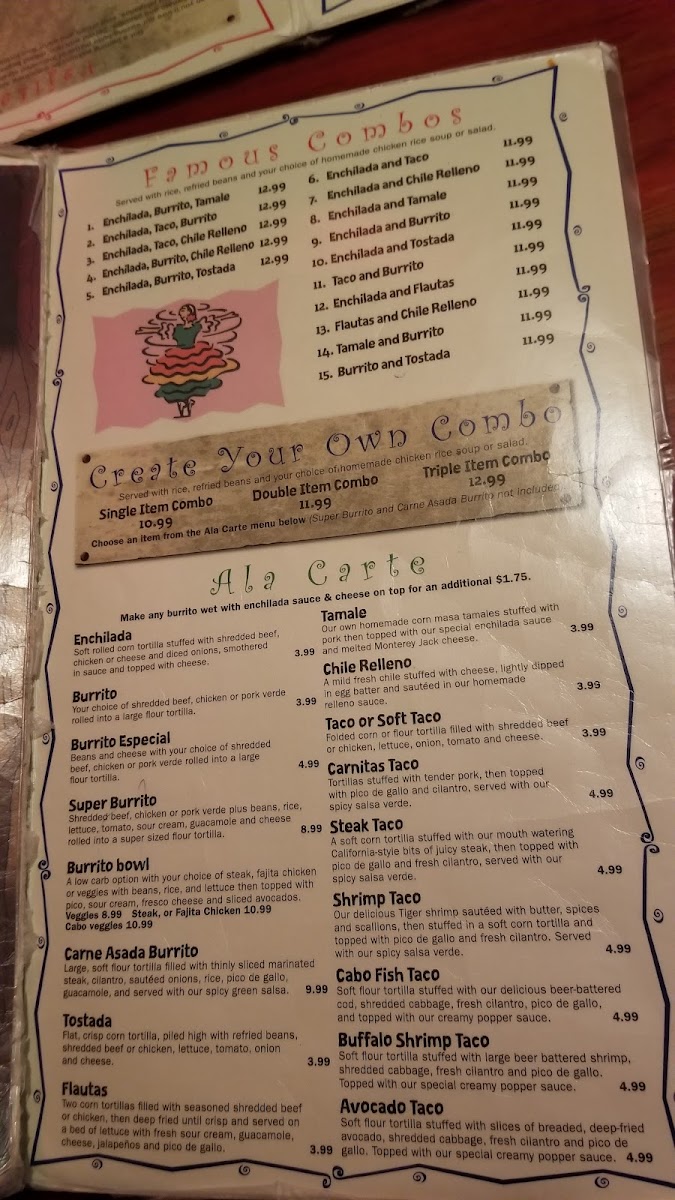 Famous Combos
Served with rice, refried beans and your choice of homemade chicken rice soup or salad.
1. Enchilada, Burrito, Tamale 12.99
2. Enchilada, Taco, Burrito 12.99
3. Enchilada, Taco, Chile Relleno 12.99
4. Enchilada, Burrito, Chile Relleno 12.99
5. Enchilada, Burrito, Tostada 12.99
6. Enchilada and Taco 11.99
7. Enchilada and Chile Relleno 11.99
8. Enchilada and Tamale 11.99
9. Enchilada and Burrito 11.99
10. Enchilada and Tostada 11.99
11. Taco and Burrito 11.99
12. Enchilada and Flautas 11.99
13. Flautas and Chile Relleno 11.99
14. Tamale and Burrito 11.99
15. Burrito and Tostada 11.99
Create Your Own Combo
Served with rice, refried beans and your choice of homemade chicken rice soup or salad.
Single Item Combo
10.99
Double Item Combo
11.99
Triple Item Combo
12.99
Choose an item from the Ala Carte menu below (Super Burrito and Carne Asada Burrito not Included
Ala Carte
Make any burrito wet with enchilada sauce & cheese on top for an additional $1.75.
Enchilada
Soft rolled corn tortilla stuffed with shredded beef,
chicken or cheese and diced onions, smothered
in sauce and topped with cheese. 3.99
Burrito
Your choice of shredded beef, chicken or pork verde
rolled into a large flour tortilla. 3.99
Burrito Especial
Beans and cheese with your choice of shredded
beef, chicken or pork verde rolled into a large
flour tortilla. 4.99
Super Burrito
Shredded beef, chicken or pork verde plus beans, rice,
lettuce, tomato, sour cream, guacamole and cheese
rolled into a super sized flour tortilla. 8.99
Burrito bowl
A low carb option with your choice of steak, fajita chicken
or veggies with beans, rice, and lettuce then topped with
pico, sour cream, fresco cheese and sliced avocados.
Veggies 8.99 Steak, or Fajita Chicken 10.99
Cabo veggies 10.99
Carne Asada Burrito
Large, soft flour tortilla filled with thinly sliced marinated
steak, cilantro, sautéed onions, rice, pico de gallo,
guacamole, and served with our spicy green salsa. 9.99
Tostada
Flat, crisp corn tortilla, piled high with refried beans,
shredded beef or chicken, lettuce, tomato, onion
and cheese. 3.99
Flautas
Two corn tortillas filled with seasoned shredded beef
or chicken, then deep fried until crisp and served on
a bed of lettuce with fresh sour cream, guacamole,
cheese, jalapeños and pico de gallo. 3.99
Tamale
Our own homemade corn masa tamales stuffed with
pork then topped with our special enchilada sauce
and melted Monterey Jack cheese. 3.99
Chile Relleno
A mild fresh chile stuffed with cheese, lightly dipped
in egg batter and sautéed in our homemade
relleno sauce. 3.99
Taco or Soft Taco
Folded corn or flour tortilla filled with shredded beef
or chicken, lettuce, onion, tomato and cheese. 3.99
Carnitas Taco
Tortillas stuffed with tender pork, then topped
with pico de gallo and cilantro, served with our
spicy salsa verde. 4.99
Steak Taco
A soft corn tortilla stuffed with our mouth watering
California-style bits of juicy steak, then topped with
pico de gallo and fresh cilantro, served with our
spicy salsa verde. 4.99
Shrimp Taco
Our delicious Tiger shrimp sautéed with butter, spices
and scallions, then stuffed in a soft corn tortilla and
topped with pico de gallo and fresh cilantro. Served
with our spicy salsa verde. 4.99
Cabo Fish Taco
Soft flour tortilla stuffed with our delicious beer-battered
cod, shredded cabbage, fresh cilantro, pico de gallo,
and topped with our creamy popper sauce. 4.99
Buffalo Shrimp Taco
Soft flour tortilla stuffed with large beer battered shrimp,
shredded cabbage, fresh cilantro and pico de gallo.
Topped with our special creamy popper sauce. 4.99
Avocado Taco
Soft flour tortilla stuffed with slices of breaded, deep-fried
avocado, shredded cabbage, fresh cilantro and pico de
gallo. Topped with our special creamy popper sauce. 4.99